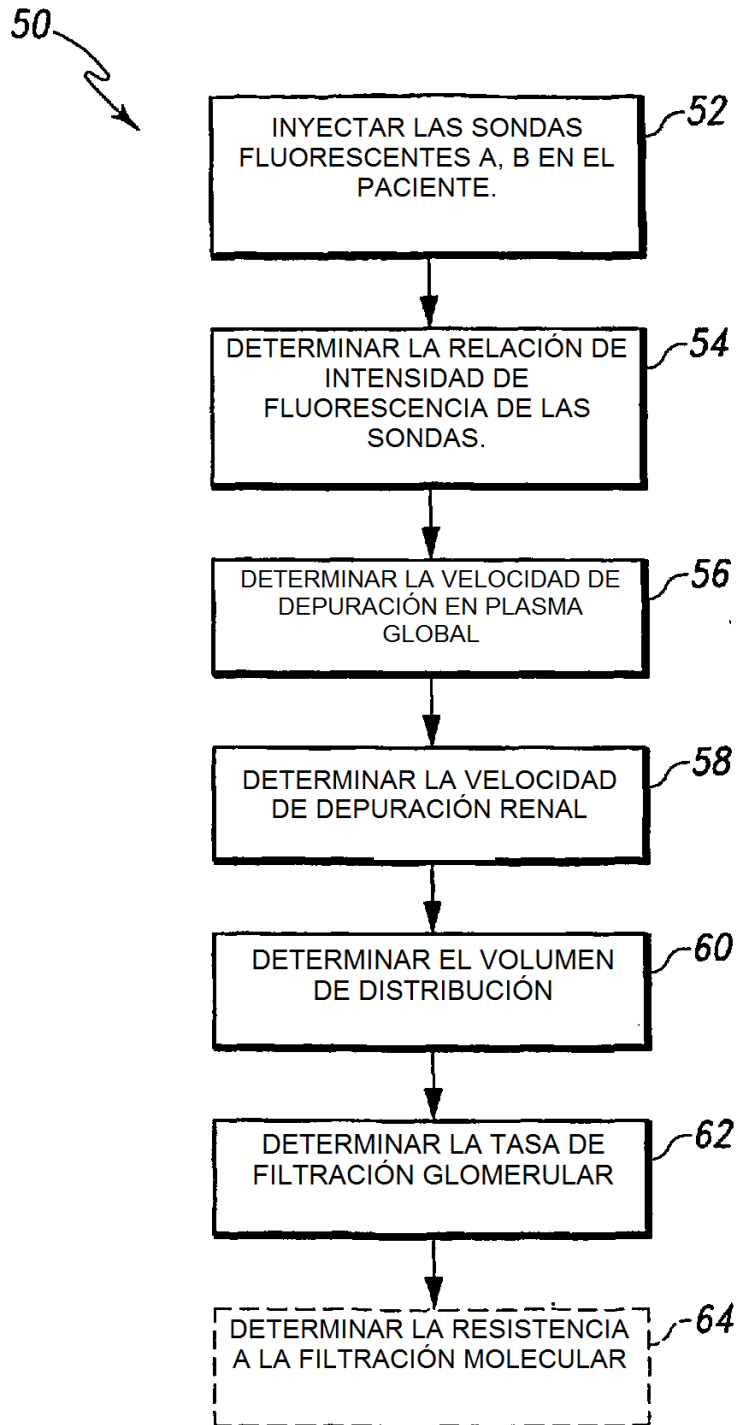 50
52
INYECTAR LAS SONDAS
FLUORESCENTES A, B EN EL
PACIENTE.
54
DETERMINAR LA RELACIÓN DE
INTENSIDAD DE
FLUORESCENCIA DE LAS
SONDAS.
56
DETERMINAR LA VELOCIDAD DE
DEPURACIÓN EN PLASMA
GLOBAL
58
DETERMINAR LA VELOCIDAD
DE DEPURACIÓN RENAL
60
DETERMINAR EL VOLUMEN
DE DISTRIBUCIÓN
62
DETERMINAR LA TASA DE
FILTRACIÓN GLOMERULAR
64
DETERMINAR LA RESISTENCIA
A LA FILTRACIÓN MOLECULAR